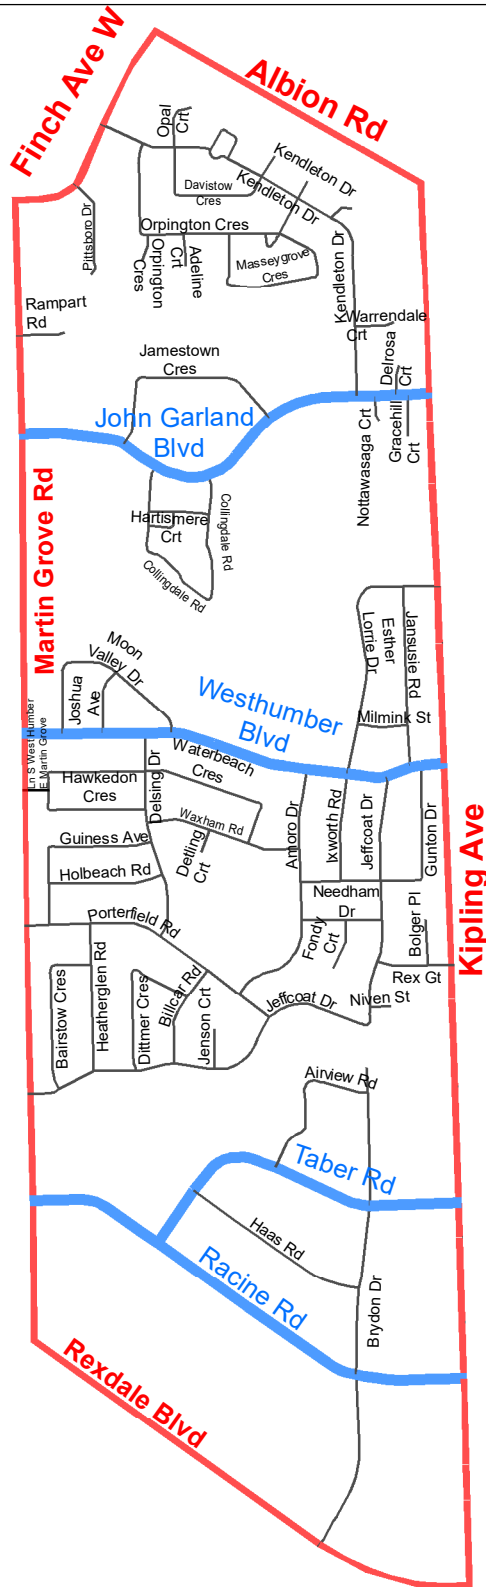 Finch Ave W
Albion Rd
Opal
Crt
Kendleton Dr
Davistow
Cres
Kendleton Dr
Pittsboro Dr
Orpington Cres
Orpington
Cres
Adeline
Crt
Masseygrove
Cres
Kendleton Dr
Rampart
Rd
Warrendale
Crt
Jamestown
Cres
Delrosa
Crt
John Garland
Blvd
Nottawasaga Crt
Gracehill
Crt
Martin Grove Rd
Hartismere
Crt
Collingdale Rd
Collingdale Rd
Esther
Lorrie Dr
Jansusie Rd
Moon
Valley Dr
Joshua
Ave
Westhumber
Blvd
Milmink St
Ln S West Humber
E Martin Grove
Waterbeach
Cres
Hawkedon
Cres
Delsing Dr
Waxham Rd
Amoro Dr
Ixworth Rd
Jeffcoat Dr
Gunton Dr
Kipling Ave
Guiness Ave
Detling
Crt
Holbeach Rd
Needham
Dr
Porterfield Rd
Fondy
Crt
Bolger Pl
Bairstow Cres
Heatherglen Rd
Dittmer Cres
Billcar Rd
Jenson Crt
Jeffcoat Dr
Niven St
Rex Gt
Airview Rd
Taber Rd
Haas Rd
Racine Rd
Brydon Dr
Rexdale Blvd